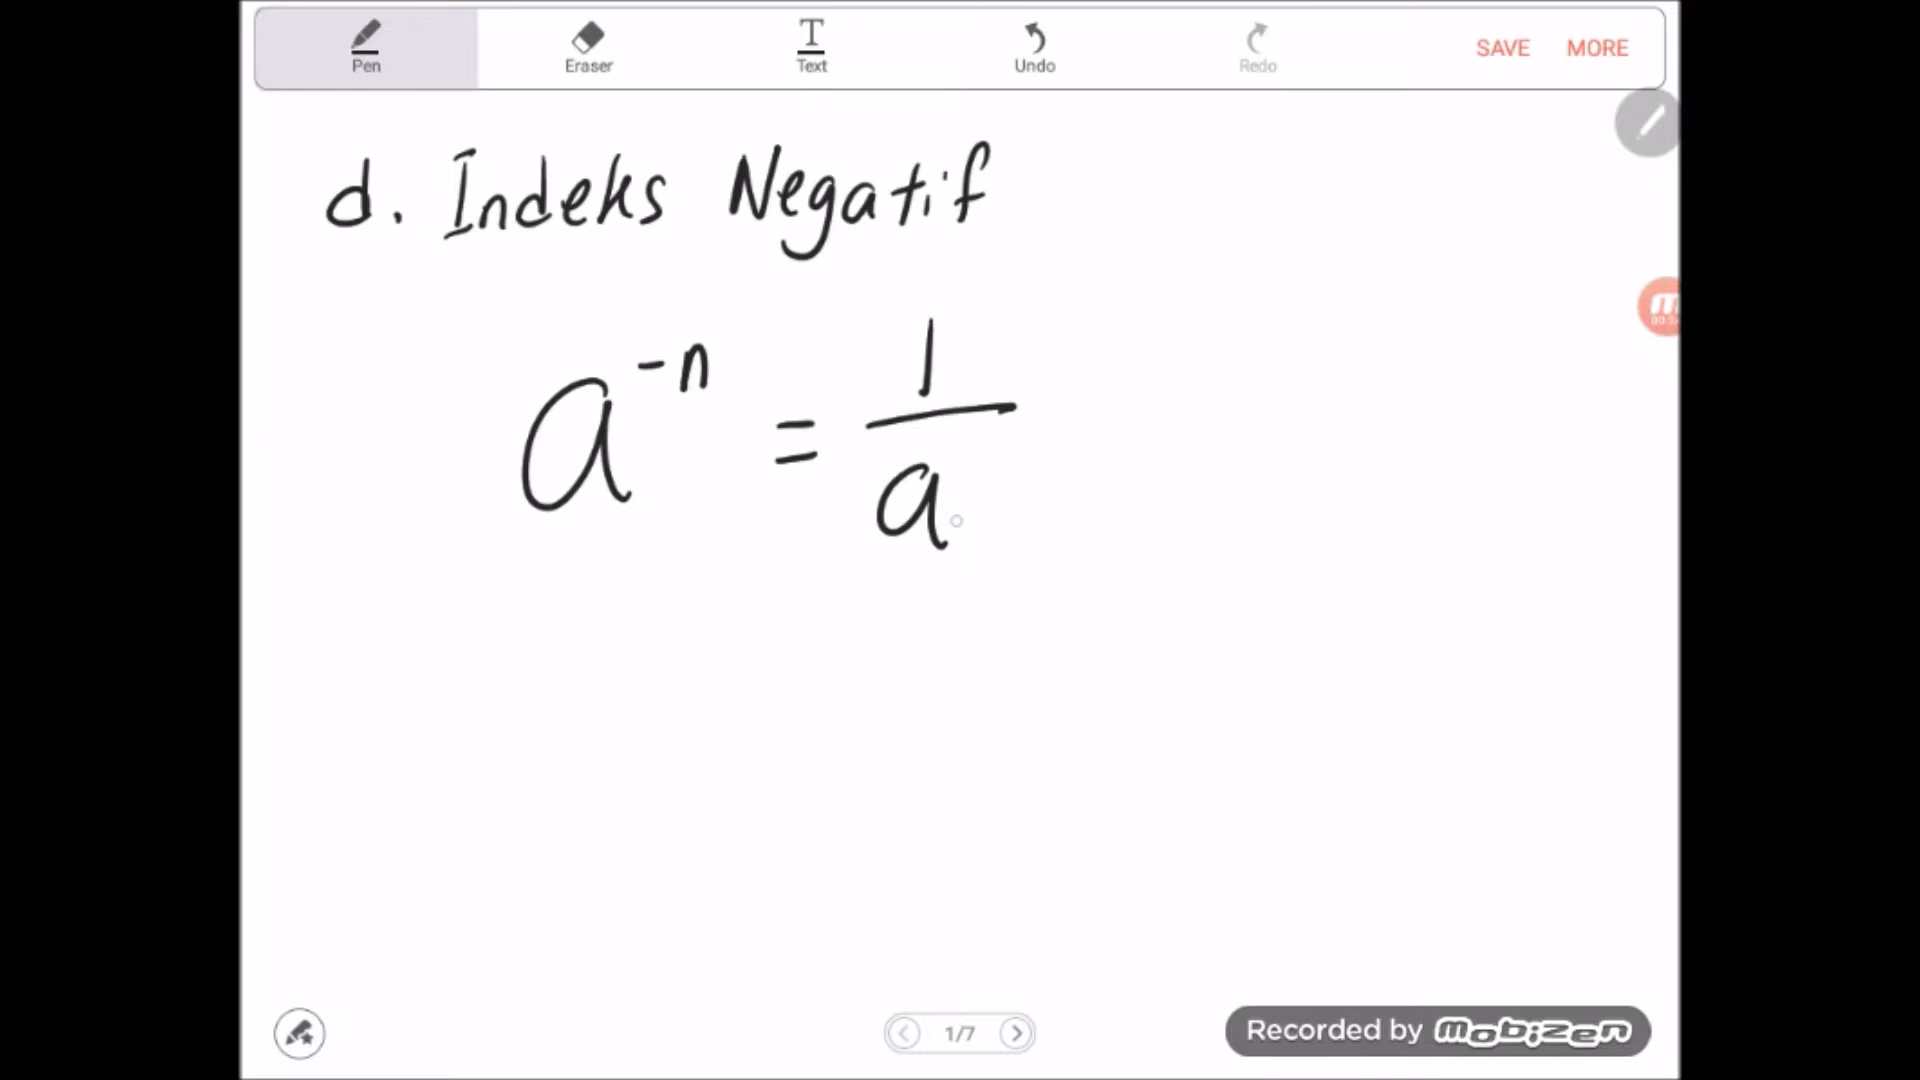 Pen Eraser Text Undo Redo SAVE MORE
d. Indeks Negatif
a⁻ⁿ = 1/a
1/7
Recorded by mobizen